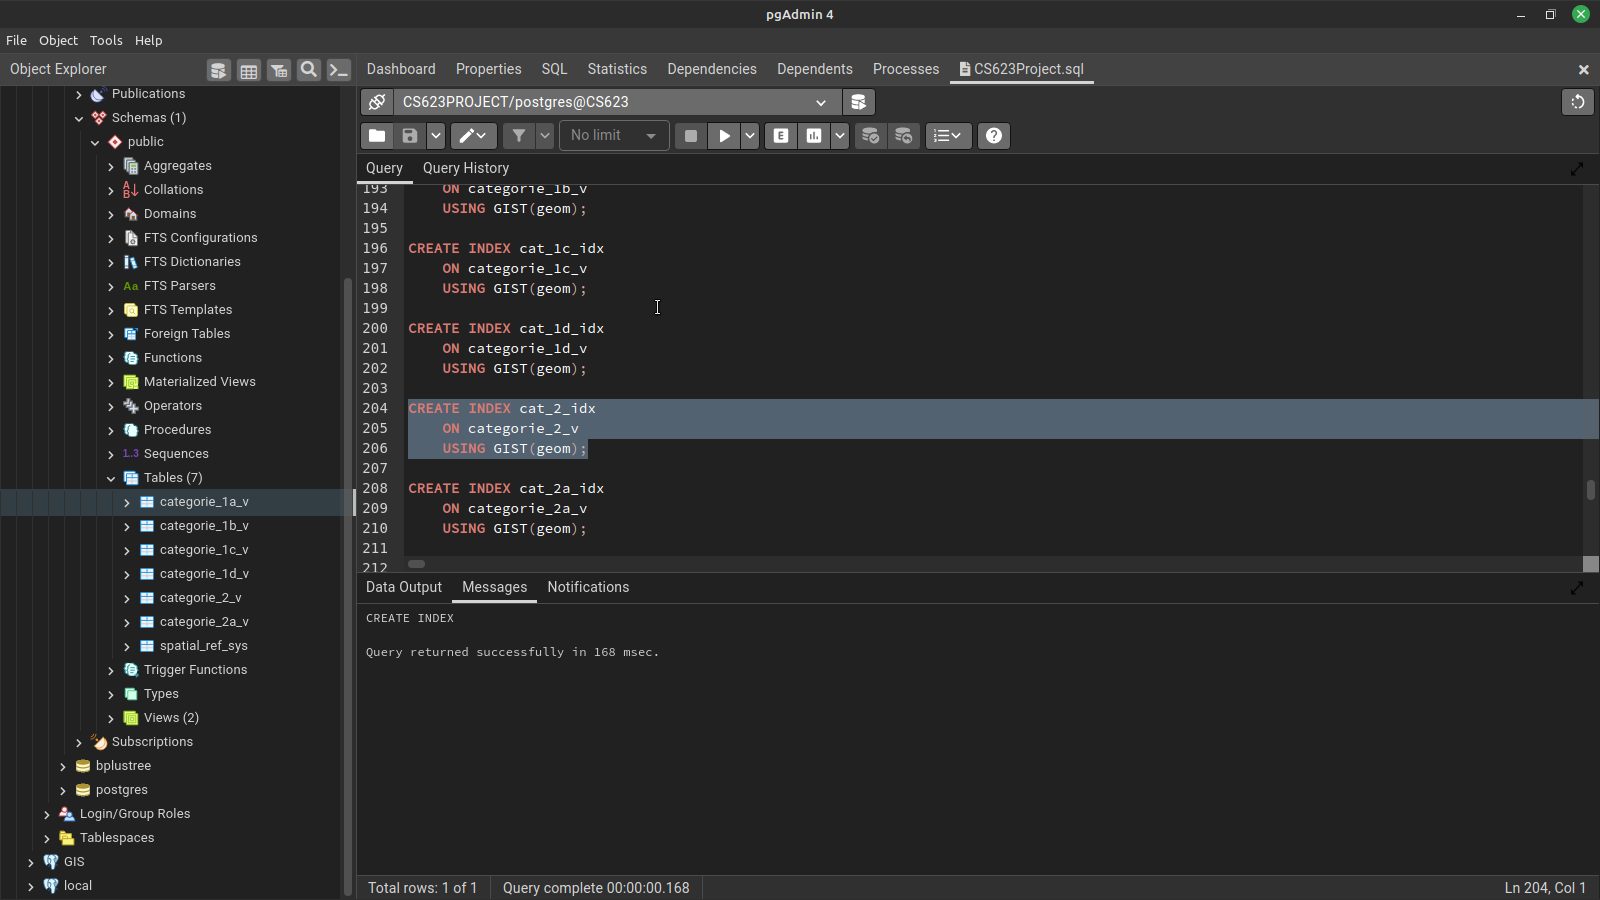 pgAdmin 4
File Object Tools Help
Object Explorer
Dashboard Properties SQL Statistics Dependencies Dependents Processes CS623Project.sql
Publications
Schemas (1)
public
Aggregates
Collations
Domains
FTS Configurations
FTS Dictionaries
Aa FTS Parsers
FTS Templates
Foreign Tables
Functions
Materialized Views
Operators
Procedures
1.3 Sequences
Tables (7)
categorie_1a_v
categorie_1b_v
categorie_1c_v
categorie_1d_v
categorie_2_v
categorie_2a_v
spatial_ref_sys
Trigger Functions
Types
Views (2)
Subscriptions
bplustree
postgres
Login/Group Roles
Tablespaces
GIS
local
CS623PROJECT/postgres@CS623
No limit
E
Query Query History
193 ON categorie_1b_v
194 USING GIST(geom);
195
196 CREATE INDEX cat_1c_idx
197 ON categorie_1c_v
198 USING GIST(geom);
199
200 CREATE INDEX cat_1d_idx
201 ON categorie_1d_v
202 USING GIST(geom);
203
204 CREATE INDEX cat_2_idx
205 ON categorie_2_v
206 USING GIST(geom);
207
208 CREATE INDEX cat_2a_idx
209 ON categorie_2a_v
210 USING GIST(geom);
211
212
Data Output Messages Notifications
CREATE INDEX
Query returned successfully in 168 msec.
Total rows: 1 of 1 Query complete 00:00:00.168 Ln 204, Col 1